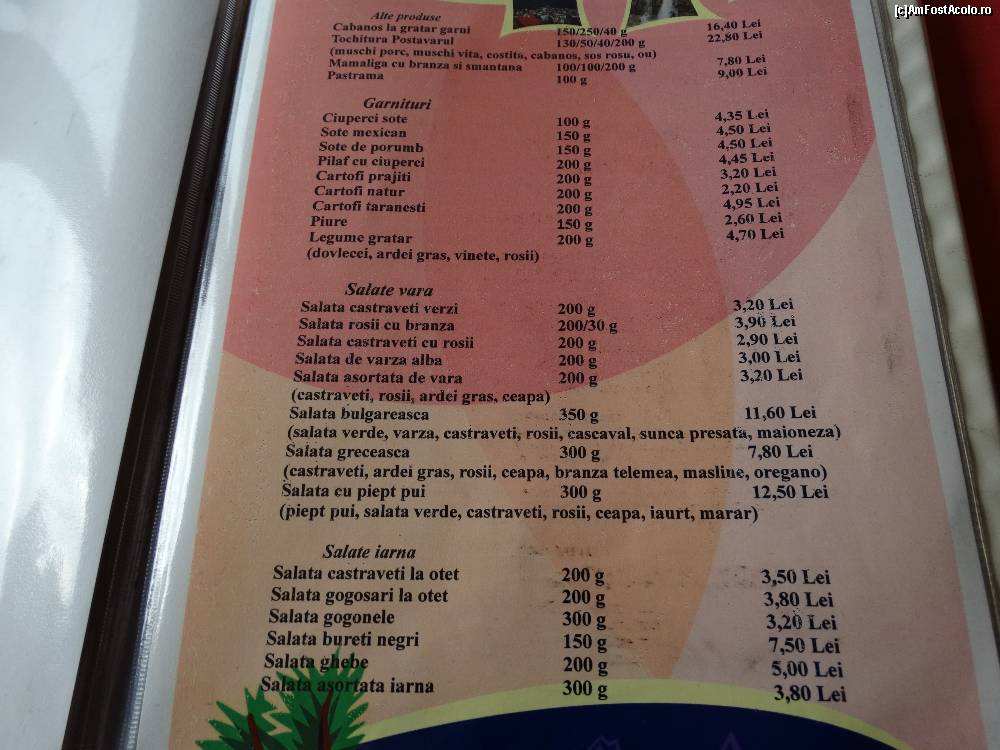 [c]AmFostAcolo.ro
Alte produse
Cabanos la gratar garni 150/250/40 g 16,40 Lei
Tochitura Postavarul 130/50/40/200 g 22,80 Lei
(muschi porc, muschi vita, costita, cabanos, sos rosu, ou)
Mamaliga cu branza si smantana 100/100/200 g 7,80 Lei
Pastrama 100 g 9,00 Lei
Garnituri
Ciuperci sote 100 g 4,35 Lei
Sote mexican 150 g 4,50 Lei
Sote de porumb 150 g 4,50 Lei
Pilaf cu ciuperci 200 g 4,45 Lei
Cartofi prajiti 200 g 3,20 Lei
Cartofi natur 200 g 2,20 Lei
Cartofi taranesti 200 g 4,95 Lei
Piure 150 g 2,60 Lei
Legume gratar 200 g 4,70 Lei
(dovlecei, ardei gras, vinete, rosii)
Salate vara
Salata castraveti verzi 200 g 3,20 Lei
Salata rosii cu branza 200/30 g 3,90 Lei
Salata castraveti cu rosii 200 g 2,90 Lei
Salata de varza alba 200 g 3,00 Lei
Salata asortata de vara 200 g 3,20 Lei
(castraveti, rosii, ardei gras, ceapa)
Salata bulgareasca 350 g 11,60 Lei
(salata verde, varza, castraveti, rosii, cascaval, sunca presata, maioneza)
Salata greceasca 300 g 7,80 Lei
(castraveti, ardei gras, rosii, ceapa, branza telemea, masline, oregano)
Salata cu piept pui 300 g 12,50 Lei
(piept pui, salata verde, castraveti, rosii, ceapa, iaurt, marar)
Salate iarna
Salata castraveti la otet 200 g 3,50 Lei
Salata gogosari la otet 200 g 3,80 Lei
Salata gogonele 300 g 3,20 Lei
Salata bureti negri 150 g 7,50 Lei
Salata ghebe 200 g 5,00 Lei
Salata asortata iarna 300 g 3,80 Lei